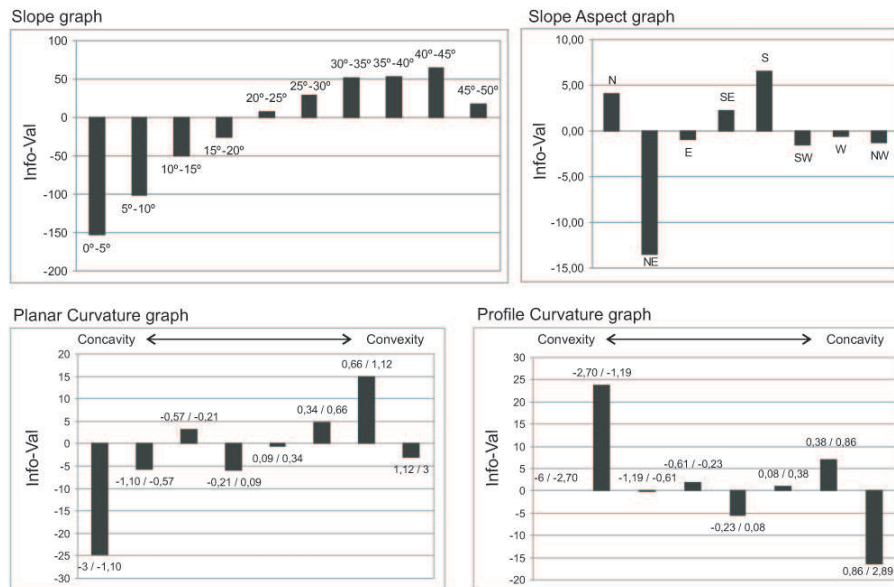 Slope graph
Info-Val
100
50
0
-50
-100
-150
-200
0º-5º
5º-10º
10º-15º
15º-20º
20º-25º
25º-30º
30º-35º
35º-40º
40º-45º
45º-50º
Slope Aspect graph
Info-Val
10,00
5,00
0,00
-5,00
-10,00
-15,00
N
NE
E
SE
S
SW
W
NW
Planar Curvature graph
Concavity
Convexity
Info-Val
20
15
10
5
0
-5
-10
-15
-20
-25
-30
-3 / -1,10
-1,10 / -0,57
-0,57 / -0,21
-0,21 / 0,09
0,09 / 0,34
0,34 / 0,66
0,66 / 1,12
1,12 / 3
Profile Curvature graph
Convexity
Concavity
Info-Val
30
25
20
15
10
5
0
-5
-10
-15
-20
-6 / -2,70
-2,70 / -1,19
-1,19 / -0,61
-0,61 / -0,23
-0,23 / 0,08
0,08 / 0,38
0,38 / 0,86
0,86 / 2,89